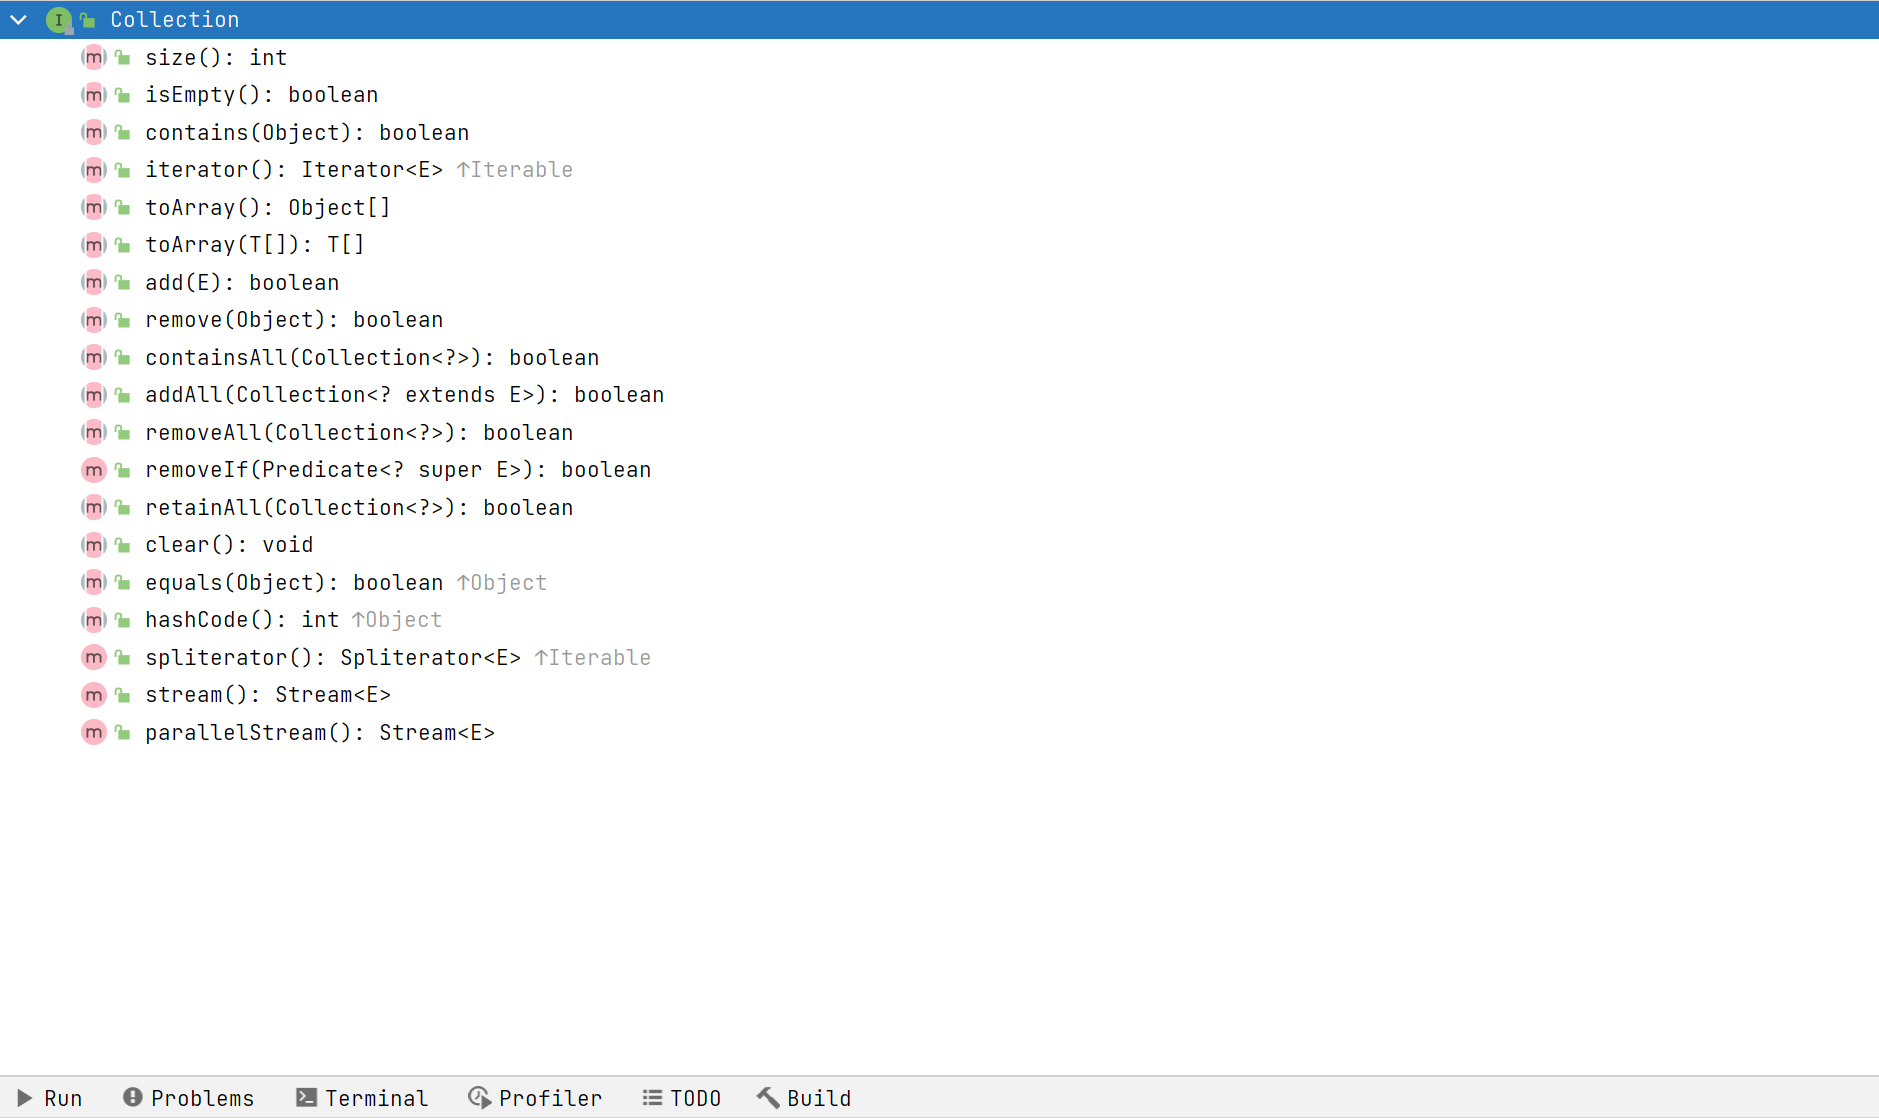 Collection
size(): int
isEmpty(): boolean
contains(Object): boolean
iterator(): Iterator<E> ↑Iterable
toArray(): Object[]
toArray(T[]): T[]
add(E): boolean
remove(Object): boolean
containsAll(Collection<?>): boolean
addAll(Collection<? extends E>): boolean
removeAll(Collection<?>): boolean
removeIf(Predicate<? super E>): boolean
retainAll(Collection<?>): boolean
clear(): void
equals(Object): boolean ↑Object
hashCode(): int ↑Object
spliterator(): Spliterator<E> ↑Iterable
stream(): Stream<E>
parallelStream(): Stream<E>
Run Problems Terminal Profiler TODO Build